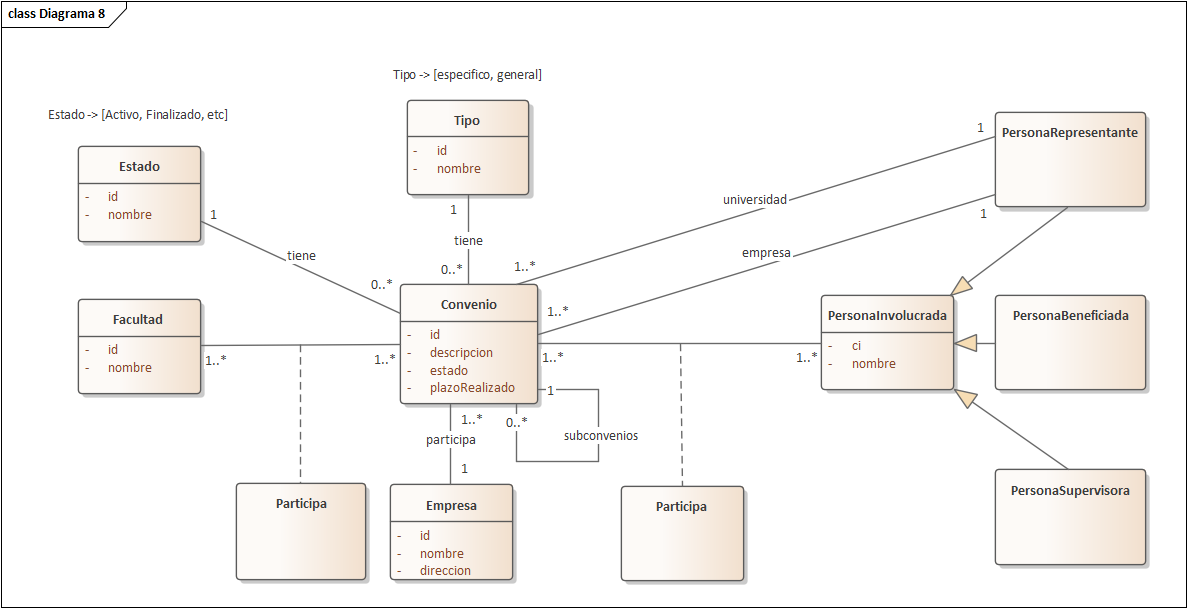 class Diagrama 8
Tipo -> [especifico, general]
Estado -> [Activo, Finalizado, etc]
Tipo
- id
- nombre
PersonaRepresentante
Estado
- id
- nombre
1
1
1
1
universidad
empresa
tiene
tiene
0..*
0..*
1..*
1..*
Convenio
- id
- descripcion
- estado
- plazoRealizado
Facultad
- id
- nombre
1..*
1..*
1..*
1..*
PersonaInvolucrada
- ci
- nombre
PersonaBeneficiada
1
0..*
subconvenios
1..*
participa
1
Participa
Empresa
- id
- nombre
- direccion
Participa
PersonaSupervisora